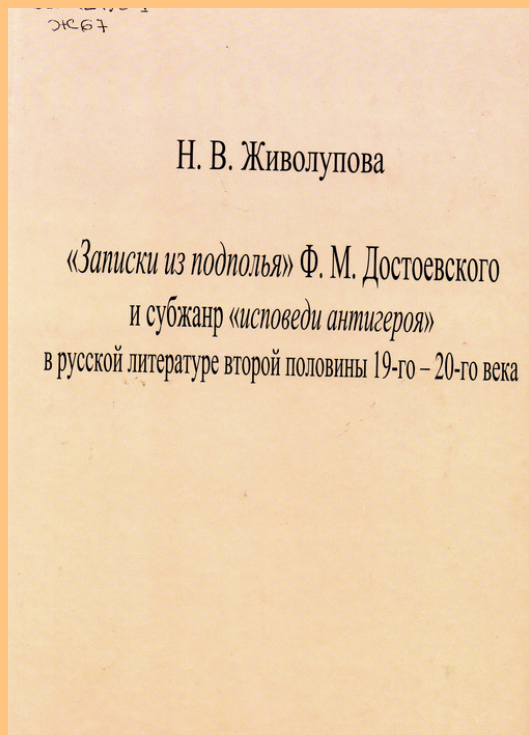 Ж67
Н. В. Живолупова
«Записки из подполья» Ф. М. Достоевского
и субжанр «исповеди антигероя»
в русской литературе второй половины 19-го – 20-го века